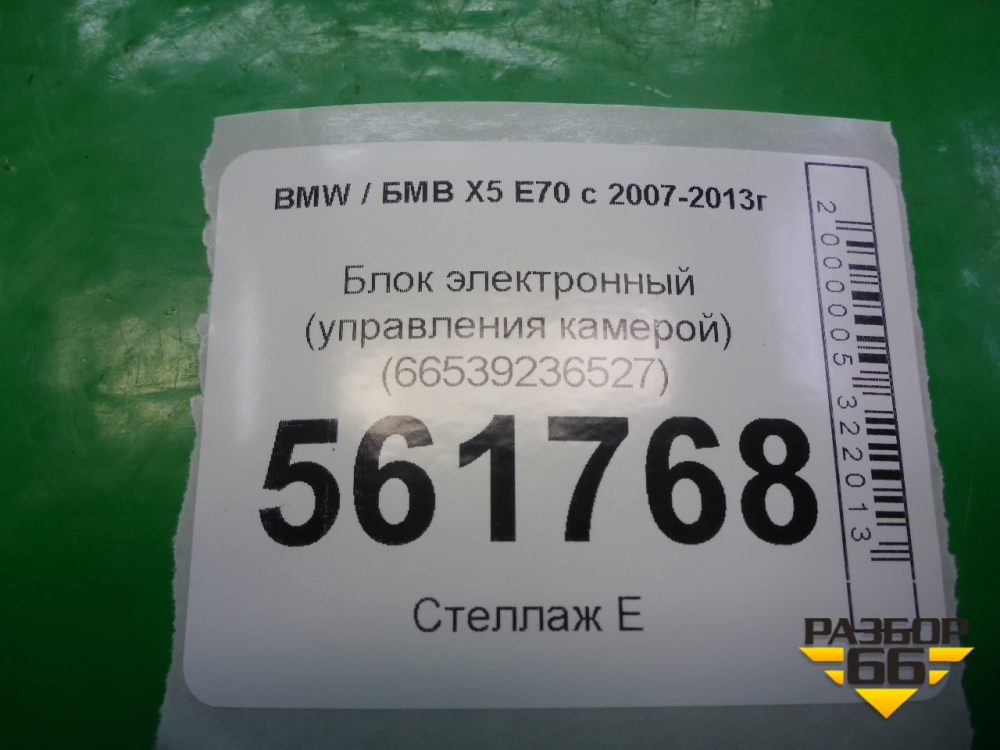 BMW / БМВ X5 E70 с 2007-2013г
Блок электронный
(управления камерой)
(66539236527)
561768
Стеллаж Е
2000005322013
РАЗБОР
66